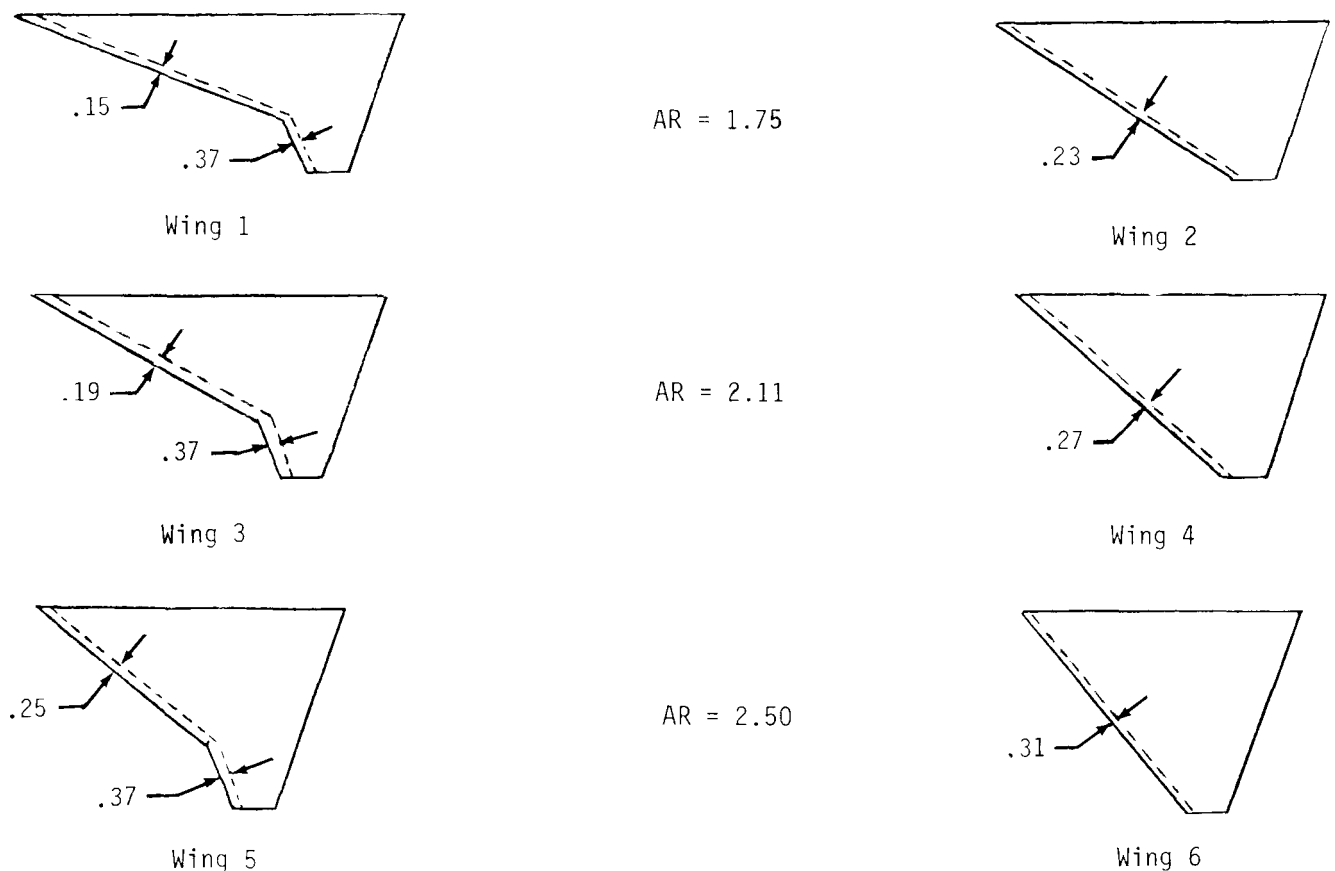 .15
.37
Wing 1
AR = 1.75
.23
Wing 2
.19
.37
Wing 3
AR = 2.11
.27
Wing 4
.25
.37
Wing 5
AR = 2.50
.31
Wing 6